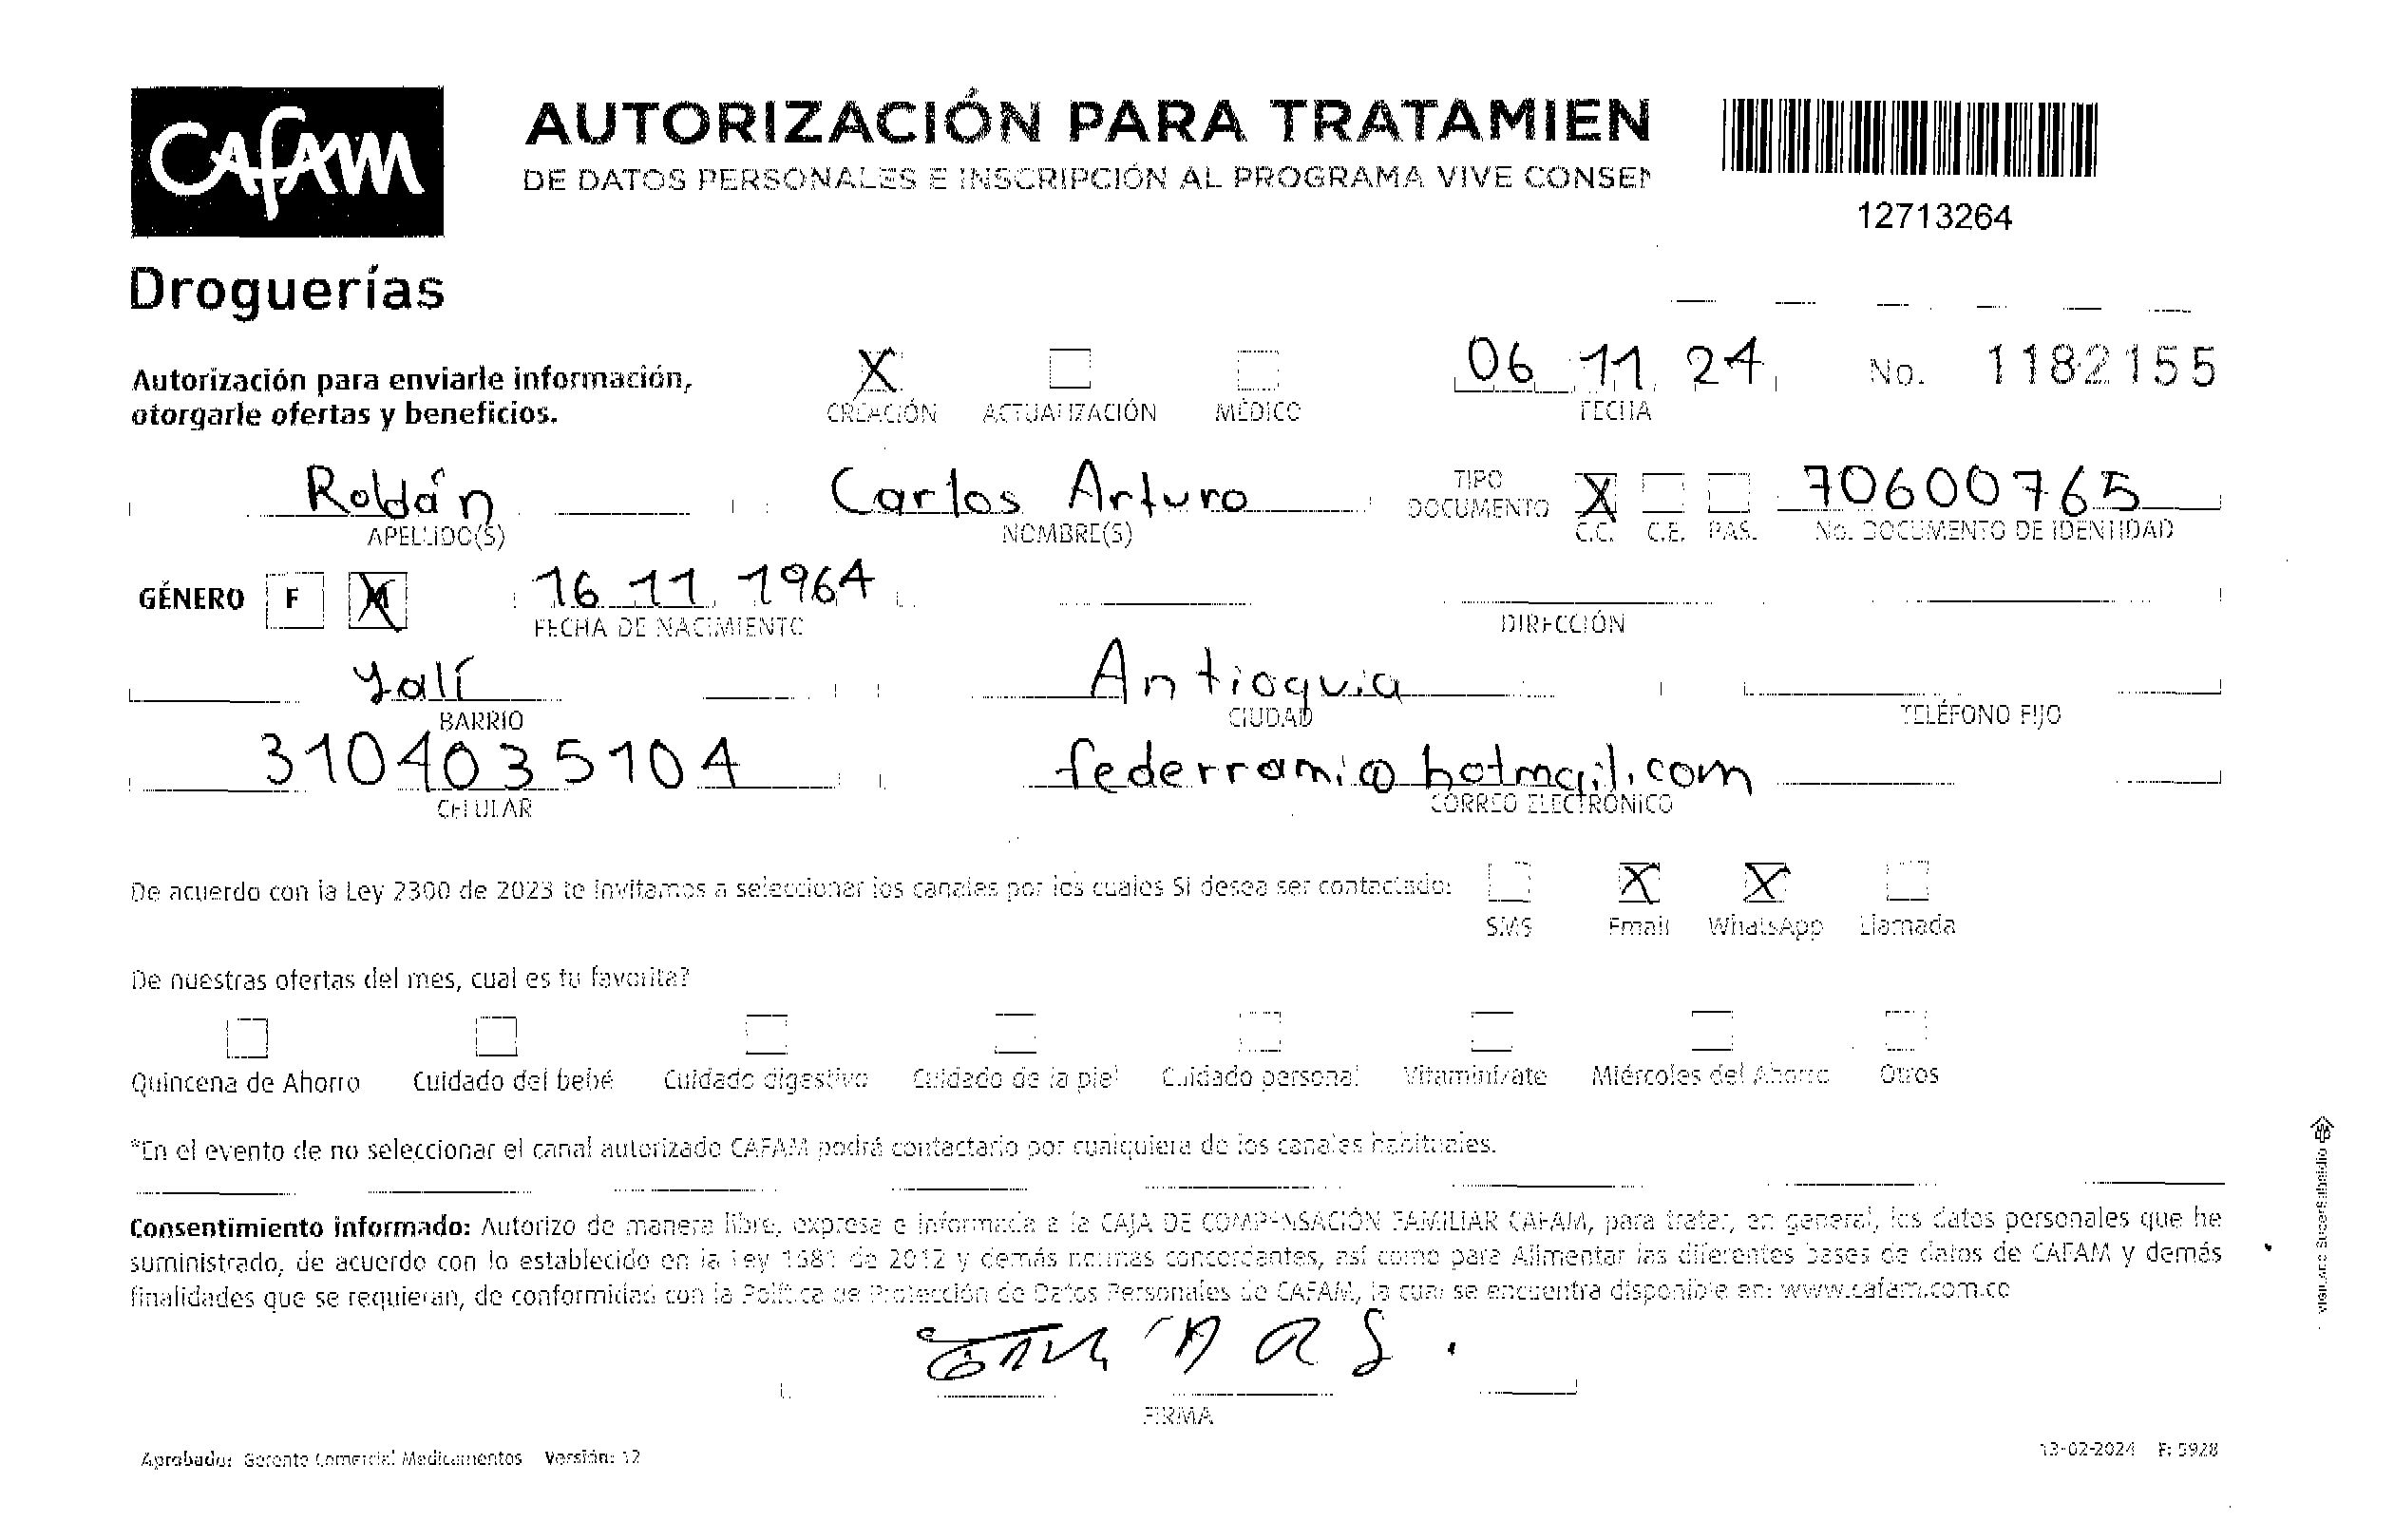 CAFAM
AUTORIZACIÓN PARA TRATAMIEN
DE DATOS PERSONALES E INSCRIPCIÓN AL PROGRAMA VIVE CONSEN
12713264
Droguerías
Autorización para enviarle información,
otorgarle ofertas y beneficios.
X CREACIÓN ACTUALIZACIÓN MÉDICO
06 11 24 No. 1182155
FECHA
Roldán Carlos Arturo TIPO DOCUMENTO X 70600765
APELLIDO(S) NOMBRE(S) C.C. C.E. PAS. No. DOCUMENTO DE IDENTIDAD
GÉNERO F M X 16 11 1964
FECHA DE NACIMIENTO DIRECCIÓN
Yalí Antioquia
BARRIO CIUDAD TELÉFONO FIJO
3104035104 federrami@hotmail.com
CELULAR CORREO ELECTRÓNICO
De acuerdo con la Ley 2300 de 2023 te invitamos a seleccionar los canales por los cuales Si desea ser contactado: X X
SMS Email WhatsApp Llamada
De nuestras ofertas del mes, cual es tu favorita?
Quincena de Ahorro Cuidado del bebé Cuidado digestivo Cuidado de la piel Cuidado personal Vitaminízate Miércoles del Ahorro Otros
*En el evento de no seleccionar el canal autorizado CAFAM podrá contactarlo por cualquiera de los canales habituales.
Consentimiento informado: Autorizo de manera libre, expresa e informada a la CAJA DE COMPENSACIÓN FAMILIAR CAFAM, para tratar, en general, los datos personales que he
suministrado, de acuerdo con lo establecido en la Ley 1581 de 2012 y demás normas concordantes, así como para Alimentar las diferentes bases de datos de CAFAM y demás
finalidades que se requieran, de conformidad con la Política de Protección de Datos Personales de CAFAM, la cual se encuentra disponible en: www.cafam.com.co
FIRMA
Aprobado: Gerente Comercial Medicamentos Versión: 12
13-02-2024 F: 5928
VIGILADO SuperSubsidio